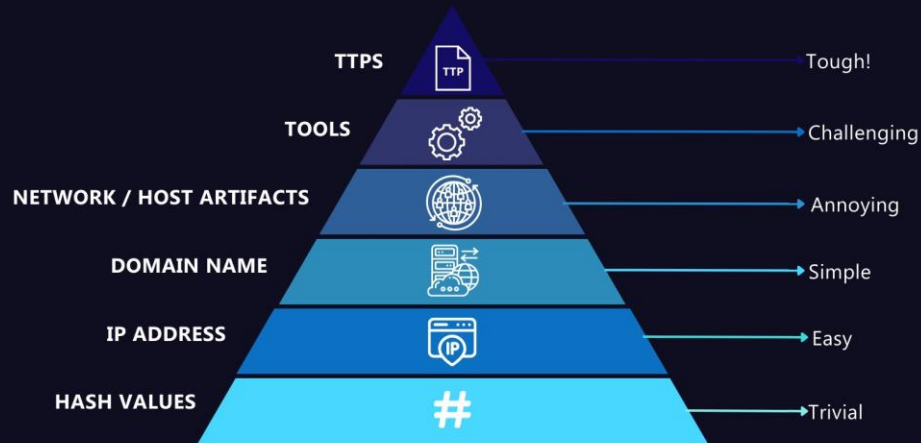 TTPS
TTP
Tough!
TOOLS
Challenging
NETWORK / HOST ARTIFACTS
Annoying
DOMAIN NAME
Simple
IP ADDRESS
IP
Easy
HASH VALUES
#
Trivial